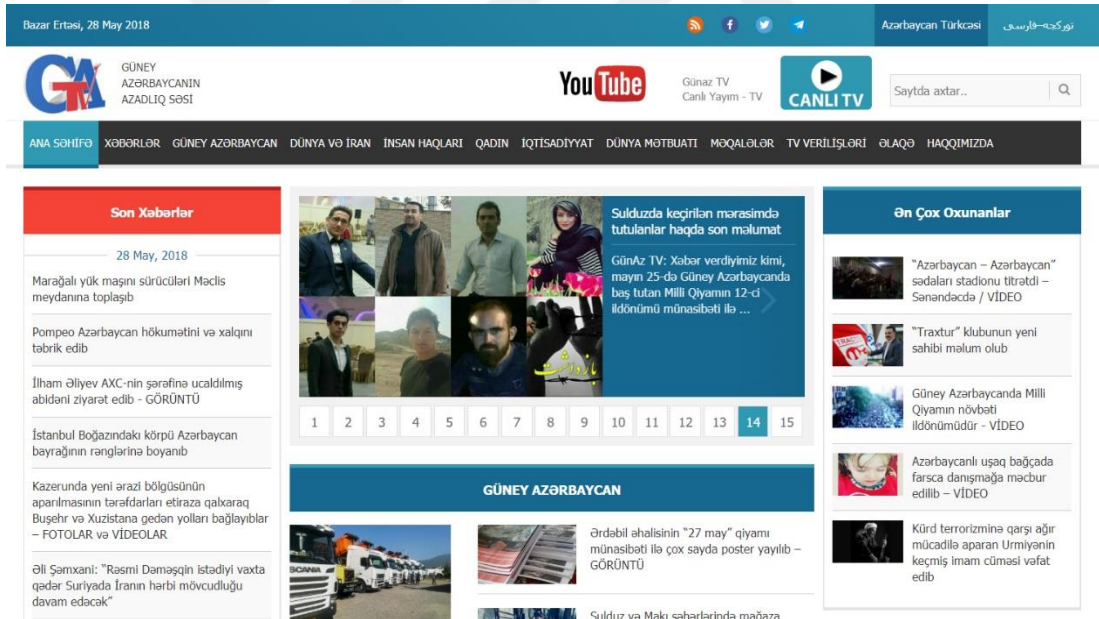 Bazar Ertəsi, 28 May 2018
Azərbaycan Türkcəsi
تورکجه-فارسی
GTA
GÜNEY
AZƏRBAYCANIN
AZADLIQ SƏSİ
YouTube
Günaz TV
Canlı Yayım - TV
CANLI TV
Saytda axtar..
ANA SƏHİFƏ XƏBƏRLƏR GÜNEY AZƏRBAYCAN DÜNYA VƏ İRAN İNSAN HAQLARI QADIN İQTİSADİYYAT DÜNYA MƏTBUATI MƏQALƏLƏR TV VERİLİŞLƏRİ ƏLAQƏ HAQQIMIZDA
Son Xəbərlər
28 May, 2018
Marağalı yük maşını sürücüləri Məclis
meydanına toplaşıb
Pompeo Azərbaycan hökumətini və xalqını
təbrik edib
İlham Əliyev AXC-nin şərəfinə ucaldılmış
abidəni ziyarət edib - GÖRÜNTÜ
İstanbul Boğazındakı körpü Azərbaycan
bayrağının rənglərinə boyanıb
Kazerunda yeni ərazi bölgüsünün
aparılmasının tərəfdarları etiraza qalxaraq
Buşehr və Xuzistana gedən yolları bağlayıblar
– FOTOLAR və VİDEOLAR
Əli Şəmxani: "Rəsmi Dəməşqin istədiyi vaxta
qədər Suriyada İranın hərbi mövcudluğu
davam edəcək"
بازداشت
Sulduzda keçirilən mərasimdə
tutulanlar haqda son məlumat
GünAz TV: Xəbər verdiyimiz kimi,
mayın 25-də Güney Azərbaycanda
baş tutan Milli Qiyamın 12-ci
ildönümü münasibəti ilə ...
1 2 3 4 5 6 7 8 9 10 11 12 13 14 15
GÜNEY AZƏRBAYCAN
SCANIA
Ərdəbil əhalisinin "27 may" qiyamı
münasibəti ilə çox sayda poster yayılıb –
GÖRÜNTÜ
Sulduz və Makı şəhərlərində mağaza
Ən Çox Oxunanlar
"Azərbaycan – Azərbaycan"
sədaları stadionu titrətdi –
Sənəndəcdə / VİDEO
"Traxtur" klubunun yeni
sahibi məlum olub
Güney Azərbaycanda Milli
Qiyamın növbəti
ildönümüdür - VİDEO
Azərbaycanlı uşaq bağçada
farsca danışmağa məcbur
edilib – VİDEO
Kürd terrorizminə qarşı ağır
mücadilə aparan Urmiyənin
keçmiş imam cüməsi vəfat
edib